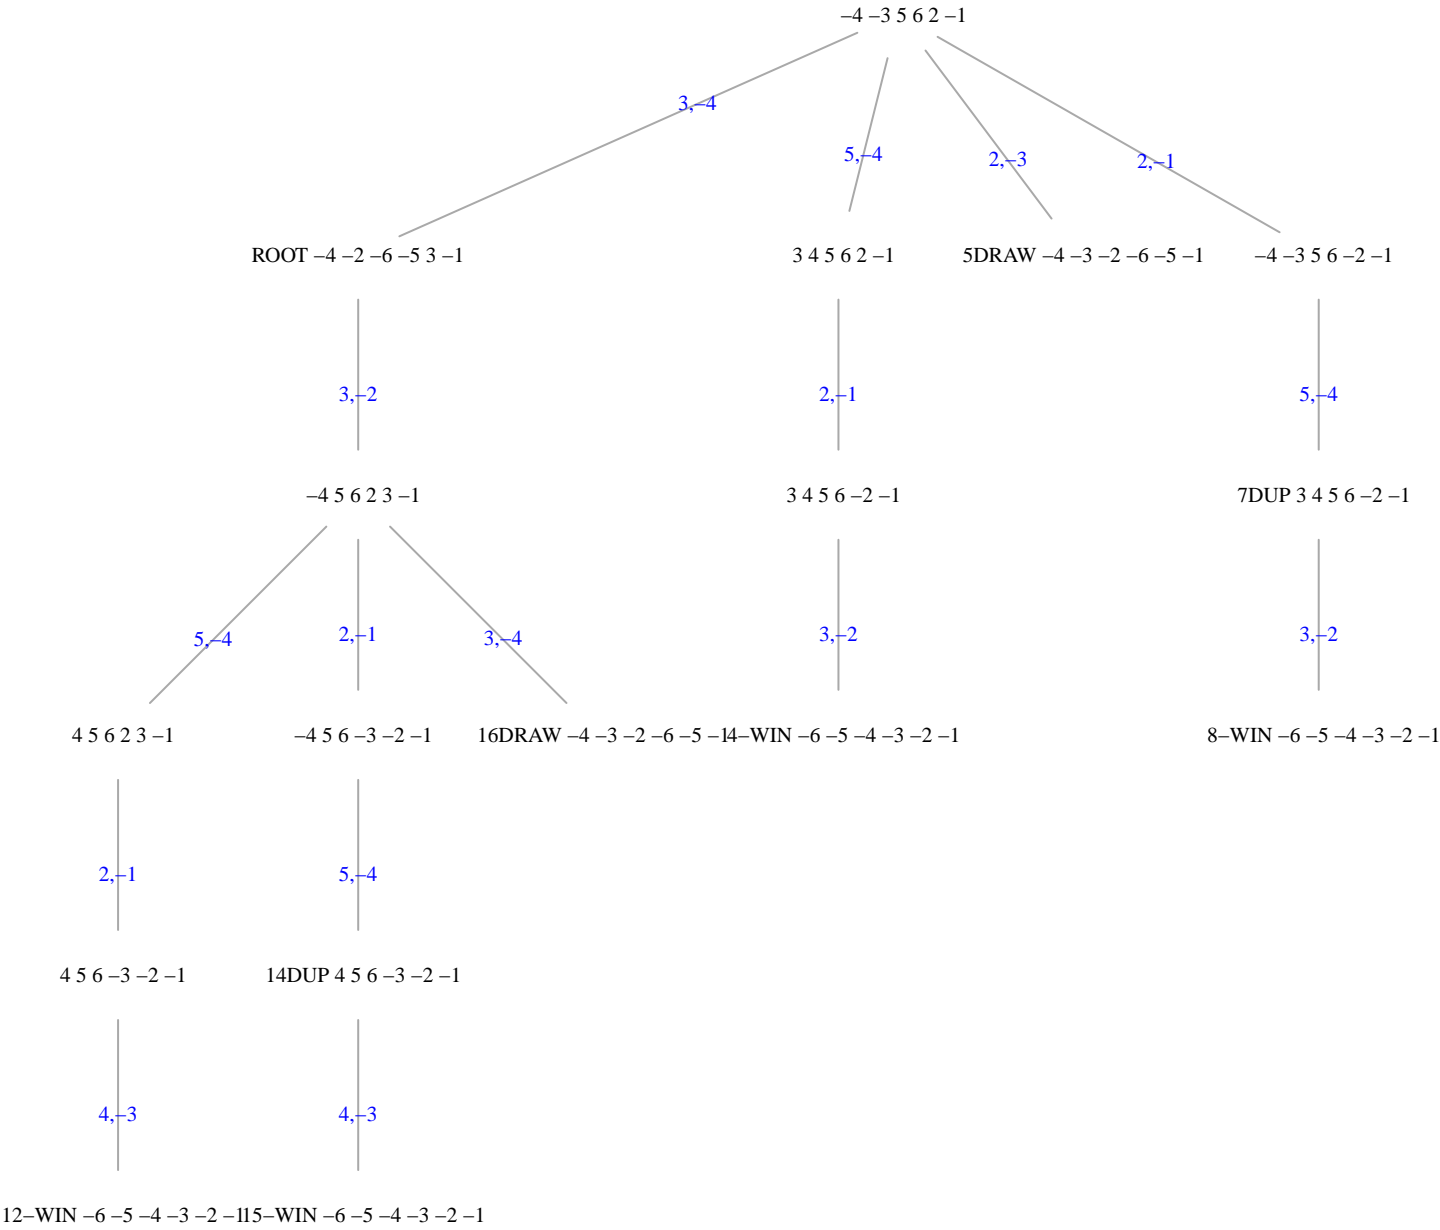 −4 −3 5 6 2 −1
3,−4
5,−4
2,−3
2,−1
ROOT −4 −2 −6 −5 3 −1
3 4 5 6 2 −1
5DRAW −4 −3 −2 −6 −5 −1
−4 −3 5 6 −2 −1
3,−2
2,−1
5,−4
−4 5 6 2 3 −1
3 4 5 6 −2 −1
7DUP 3 4 5 6 −2 −1
5,−4
2,−1
3,−4
3,−2
3,−2
4 5 6 2 3 −1
−4 5 6 −3 −2 −1
16DRAW −4 −3 −2 −6 −5 −1
4−WIN −6 −5 −4 −3 −2 −1
8−WIN −6 −5 −4 −3 −2 −1
2,−1
5,−4
4 5 6 −3 −2 −1
14DUP 4 5 6 −3 −2 −1
4,−3
4,−3
12−WIN −6 −5 −4 −3 −2 −1
15−WIN −6 −5 −4 −3 −2 −1